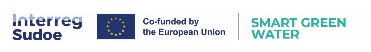 Interreg
Sudoe
Co-funded by
the European Union
SMART GREEN
WATER